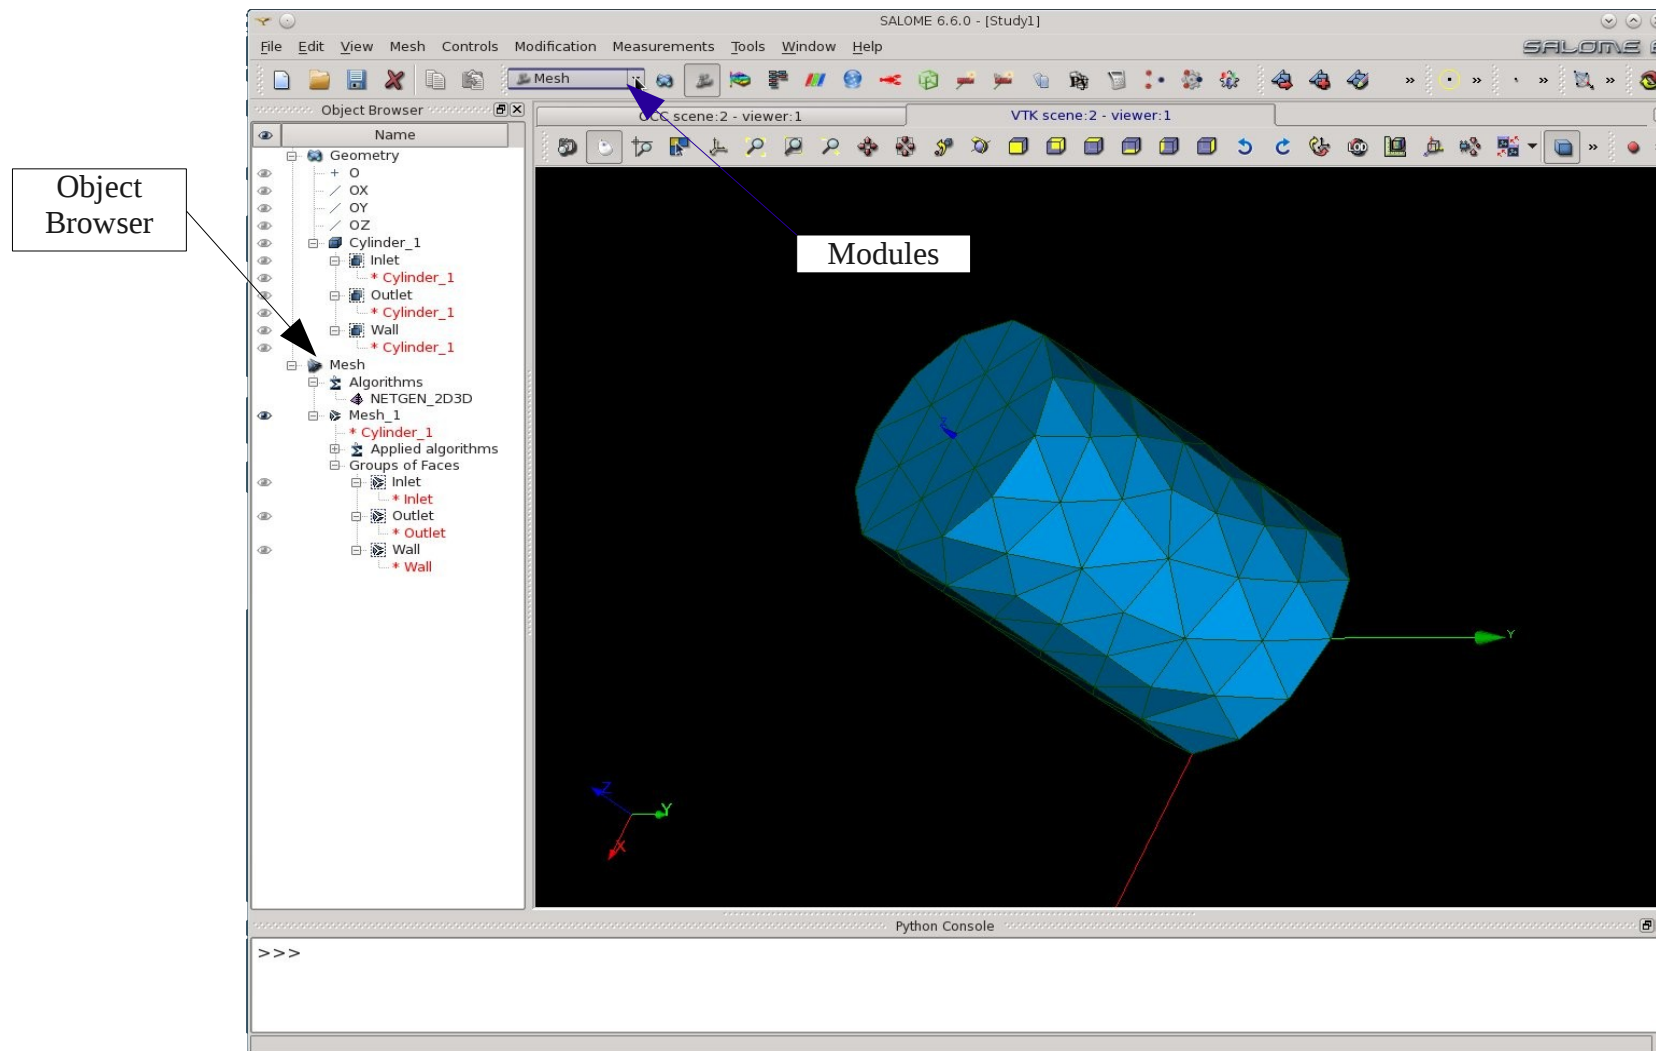 SALOME 6.6.0 - [Study1]
File Edit View Mesh Controls Modification Measurements Tools Window Help
SALOME
Mesh
Object Browser
OCC scene:2 - viewer:1
VTK scene:2 - viewer:1
Name
Geometry
O
OX
OY
OZ
Cylinder_1
Inlet
* Cylinder_1
Outlet
* Cylinder_1
Wall
* Cylinder_1
Mesh
Algorithms
NETGEN_2D3D
Mesh_1
* Cylinder_1
Applied algorithms
Groups of Faces
Inlet
* Inlet
Outlet
* Outlet
Wall
* Wall
Object
Browser
Modules
Z
Y
Z
Y
X
Python Console
>>>